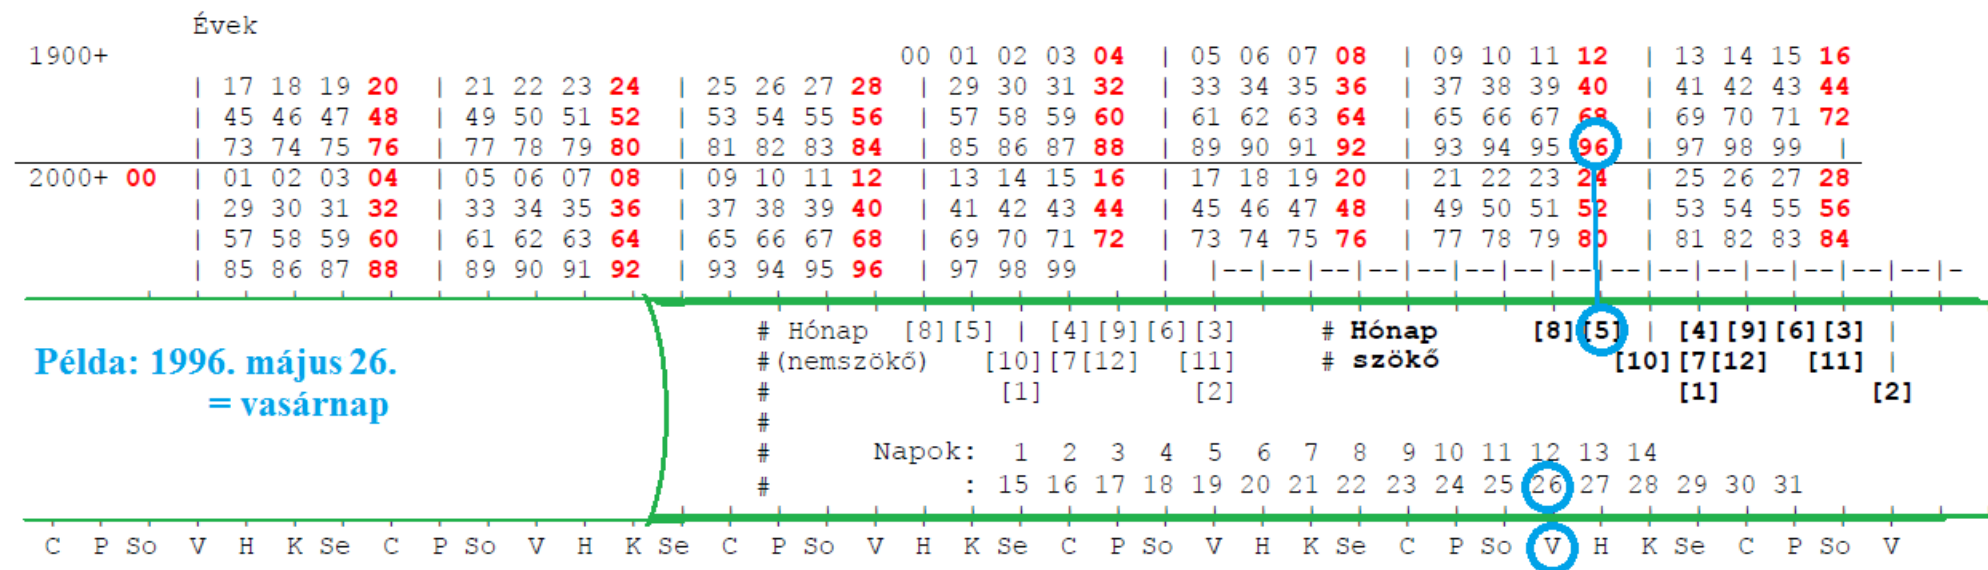 Évek
1900+ 00 01 02 03 04 | 05 06 07 08 | 09 10 11 12 | 13 14 15 16
| 17 18 19 20 | 21 22 23 24 | 25 26 27 28 | 29 30 31 32 | 33 34 35 36 | 37 38 39 40 | 41 42 43 44
| 45 46 47 48 | 49 50 51 52 | 53 54 55 56 | 57 58 59 60 | 61 62 63 64 | 65 66 67 68 | 69 70 71 72
| 73 74 75 76 | 77 78 79 80 | 81 82 83 84 | 85 86 87 88 | 89 90 91 92 | 93 94 95 96 | 97 98 99 |
2000+ 00 | 01 02 03 04 | 05 06 07 08 | 09 10 11 12 | 13 14 15 16 | 17 18 19 20 | 21 22 23 24 | 25 26 27 28
| 29 30 31 32 | 33 34 35 36 | 37 38 39 40 | 41 42 43 44 | 45 46 47 48 | 49 50 51 52 | 53 54 55 56
| 57 58 59 60 | 61 62 63 64 | 65 66 67 68 | 69 70 71 72 | 73 74 75 76 | 77 78 79 80 | 81 82 83 84
| 85 86 87 88 | 89 90 91 92 | 93 94 95 96 | 97 98 99 | |--|--|--|--|--|--|--|--|--|--|--|--|--|--|--|-
Példa: 1996. május 26.
= vasárnap
# Hónap [8][5] | [4][9][6][3] # Hónap [8][5] | [4][9][6][3] |
#(nemszökő) [10][7[12] [11] # szökő [10][7[12] [11] |
# [1] [2] [1] [2]
#
# Napok: 1 2 3 4 5 6 7 8 9 10 11 12 13 14
# : 15 16 17 18 19 20 21 22 23 24 25 26 27 28 29 30 31
C P So V H K Se C P So V H K Se C P So V H K Se C P So V H K Se C P So V H K Se C P So V